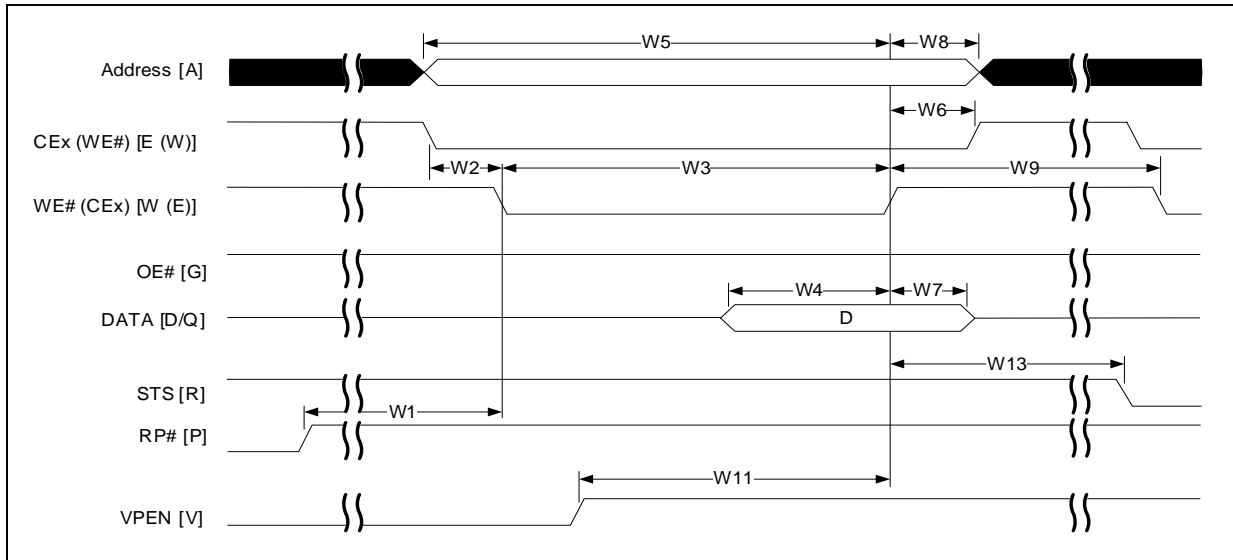 W5
W8
Address [A]
W6
CEx (WE#) [E (W)]
W2
W3
W9
WE# (CEx) [W (E)]
OE# [G]
W4
W7
DATA [D/Q]
D
W13
STS [R]
W1
RP# [P]
W11
VPEN [V]